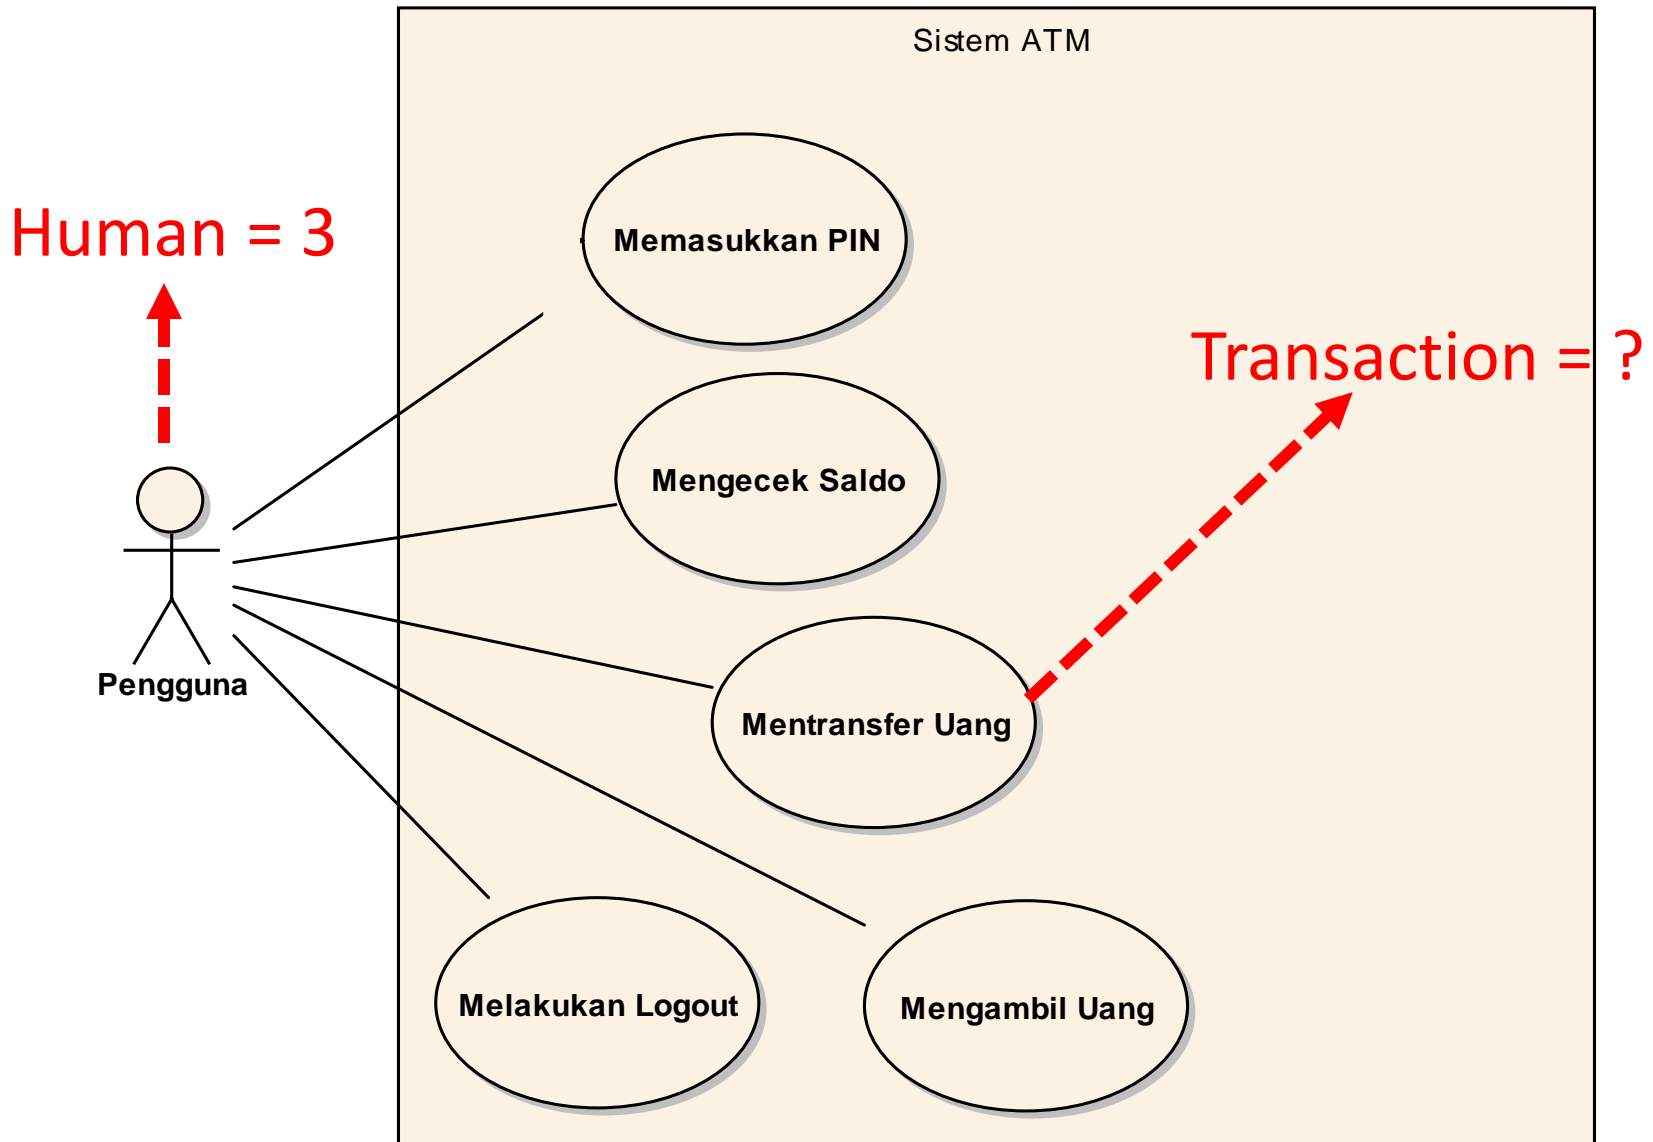 Sistem ATM
Human = 3
Memasukkan PIN
Transaction = ?
Mengecek Saldo
Pengguna
Mentransfer Uang
Melakukan Logout
Mengambil Uang